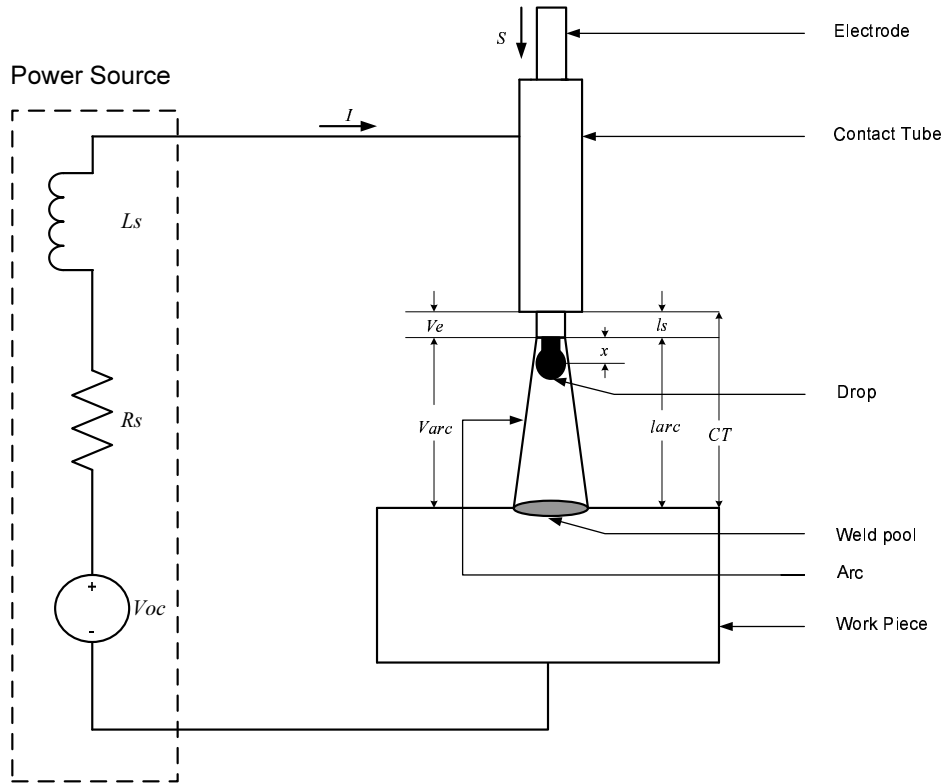 S
Electrode
Power Source
I
Contact Tube
Ls
Ve
ls
x
Rs
Varc
larc
CT
Drop
Weld pool
Arc
+
Voc
-
Work Piece